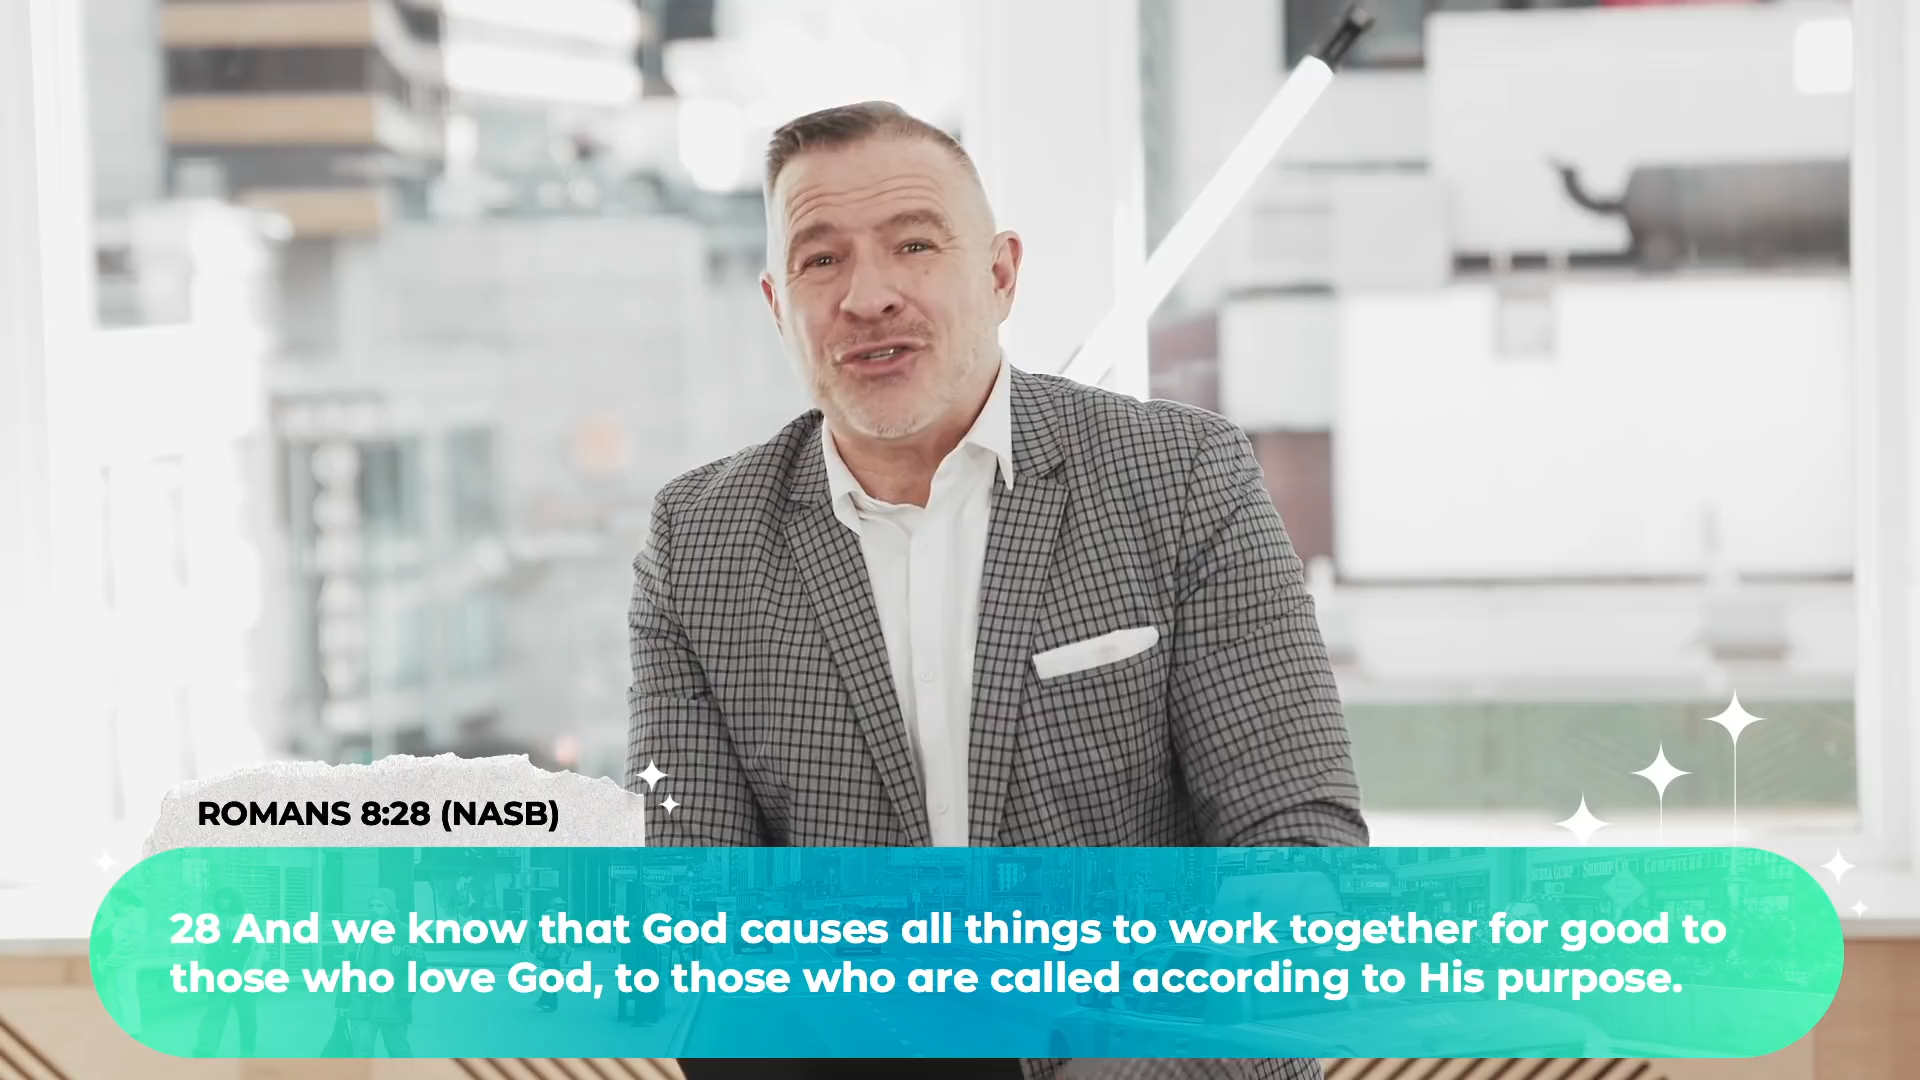 ROMANS 8:28 (NASB)
28 And we know that God causes all things to work together for good to
those who love God, to those who are called according to His purpose.